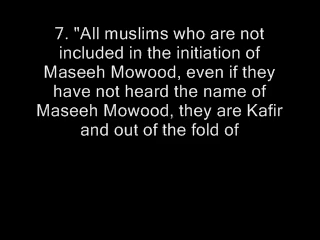 7. "All muslims who are not
included in the initiation of
Maseeh Mowood, even if they
have not heard the name of
Maseeh Mowood, they are Kafir
and out of the fold of